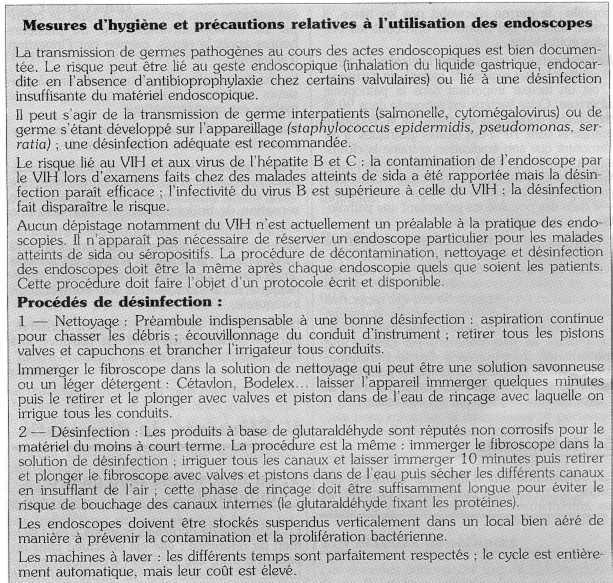 Mesures d'hygiène et précautions relatives à l'utilisation des endoscopes
La transmission de germes pathogènes au cours des actes endoscopiques est bien documen-
tée. Le risque peut être lié au geste endoscopique (inhalation du liquide gastrique, endocar-
dite en l'absence d'antibioprophylaxie chez certains valvulaires) ou lié à une désinfection
insuffisante du matériel endoscopique.
Il peut s'agir de la transmission de germe interpatients (salmonelle, cytomégalovirus) ou de
germe s'étant développé sur l'appareillage (staphylococcus epidermidis, pseudomonas, ser-
ratia) ; une désinfection adéquate est recommandée.
Le risque lié au VIH et aux virus de l'hépatite B et C : la contamination de l'endoscope par
le VIH lors d'examens faits chez des malades atteints de sida a été rapportée mais la désin-
fection paraît efficace ; l'infectivité du virus B est supérieure à celle du VIH ; la désinfection
fait disparaître le risque.
Aucun dépistage notamment du VIH n'est actuellement un préalable à la pratique des endo-
scopies. Il n'apparaît pas nécessaire de réserver un endoscope particulier pour les malades
atteints de sida ou séropositifs. La procédure de décontamination, nettoyage et désinfection
des endoscopes doit être la même après chaque endoscopie quels que soient les patients.
Cette procédure doit faire l'objet d'un protocole écrit et disponible.
Procédés de désinfection :
1 — Nettoyage : Préambule indispensable à une bonne désinfection : aspiration continue
pour chasser les débris ; écouvillonnage du conduit d'instrument ; retirer tous les pistons
valves et capuchons et brancher l'irrigateur tous conduits.
Immerger le fibroscope dans la solution de nettoyage qui peut être une solution savonneuse
ou un léger détergent : Cétavlon, Bodelex... laisser l'appareil immerger quelques minutes
puis le retirer et le plonger avec valves et piston dans de l'eau de rinçage avec laquelle on
irrigue tous les conduits.
2 — Désinfection : Les produits à base de glutaraldéhyde sont réputés non corrosifs pour le
matériel du moins à court terme. La procédure est la même : immerger le fibroscope dans la
solution de désinfection ; irriguer tous les canaux et laisser immerger 10 minutes puis retirer
et plonger le fibroscope avec valves et pistons dans de l'eau puis sécher les différents canaux
en insufflant de l'air ; cette phase de rinçage doit être suffisamment longue pour éviter le
risque de bouchage des canaux internes (le glutaraldéhyde fixant les protéines).
Les endoscopes doivent être stockés suspendus verticalement dans un local bien aéré de
manière à prévenir la contamination et la prolifération bactérienne.
Les machines à laver : les différents temps sont parfaitement respectés ; le cycle est entière-
ment automatique, mais leur coût est élevé.